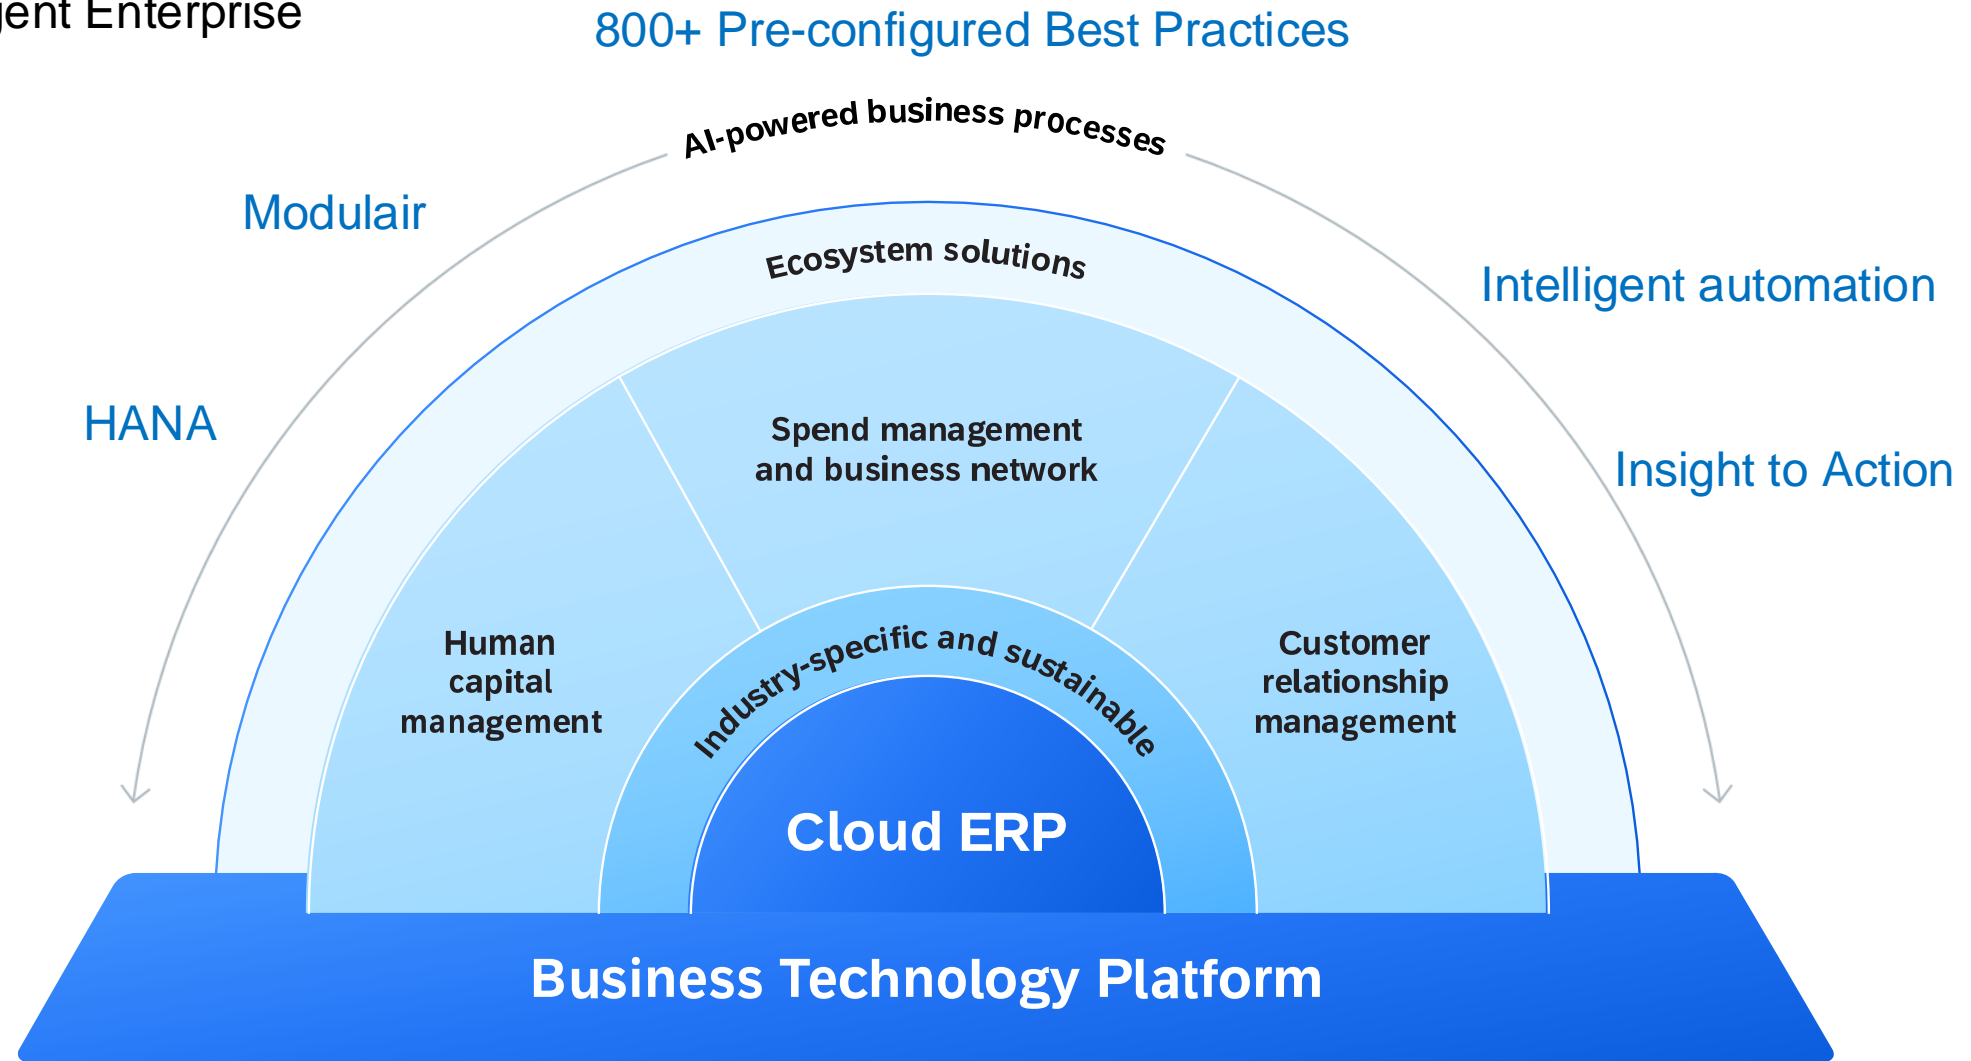 Enterprise
800+ Pre-configured Best Practices
AI-powered business processes
Modulair
Ecosystem solutions
Intelligent automation
HANA
Spend management
and business network
Insight to Action
Human
capital
management
Industry-specific and sustainable
Customer
relationship
management
Cloud ERP
Business Technology Platform